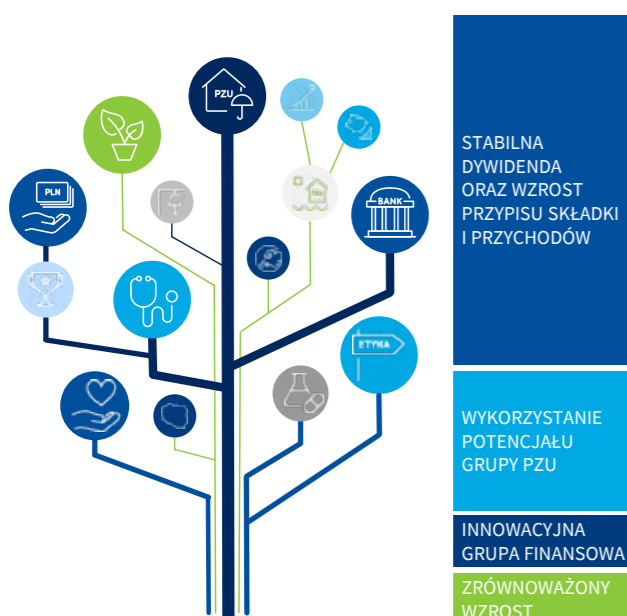 PZU
PLN
BANK
ETYKA
STABILNA
DYWIDENDA
ORAZ WZROST
PRZYPISU SKŁADKI
I PRZYCHODÓW
WYKORZYSTANIE
POTENCJAŁU
GRUPY PZU
INNOWACYJNA
GRUPA FINANSOWA
ZRÓWNOWAŻONY
WZROST